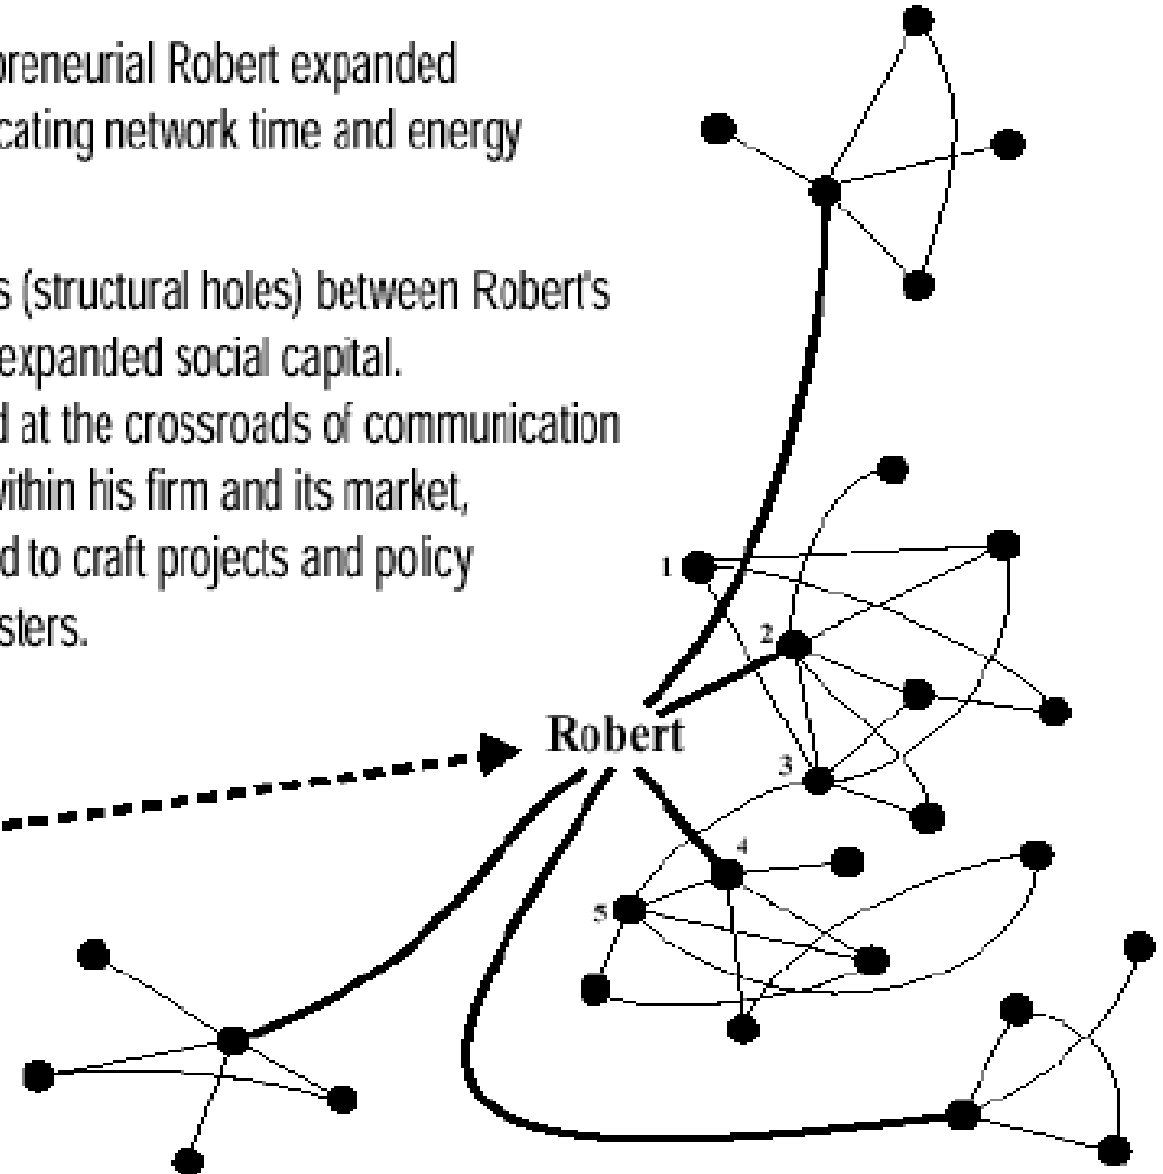 preneurial Robert expanded
cating network time and energy
s (structural holes) between Robert's
expanded social capital.
d at the crossroads of communication
within his firm and its market,
d to craft projects and policy
sters.
1
2
Robert
3
4
5